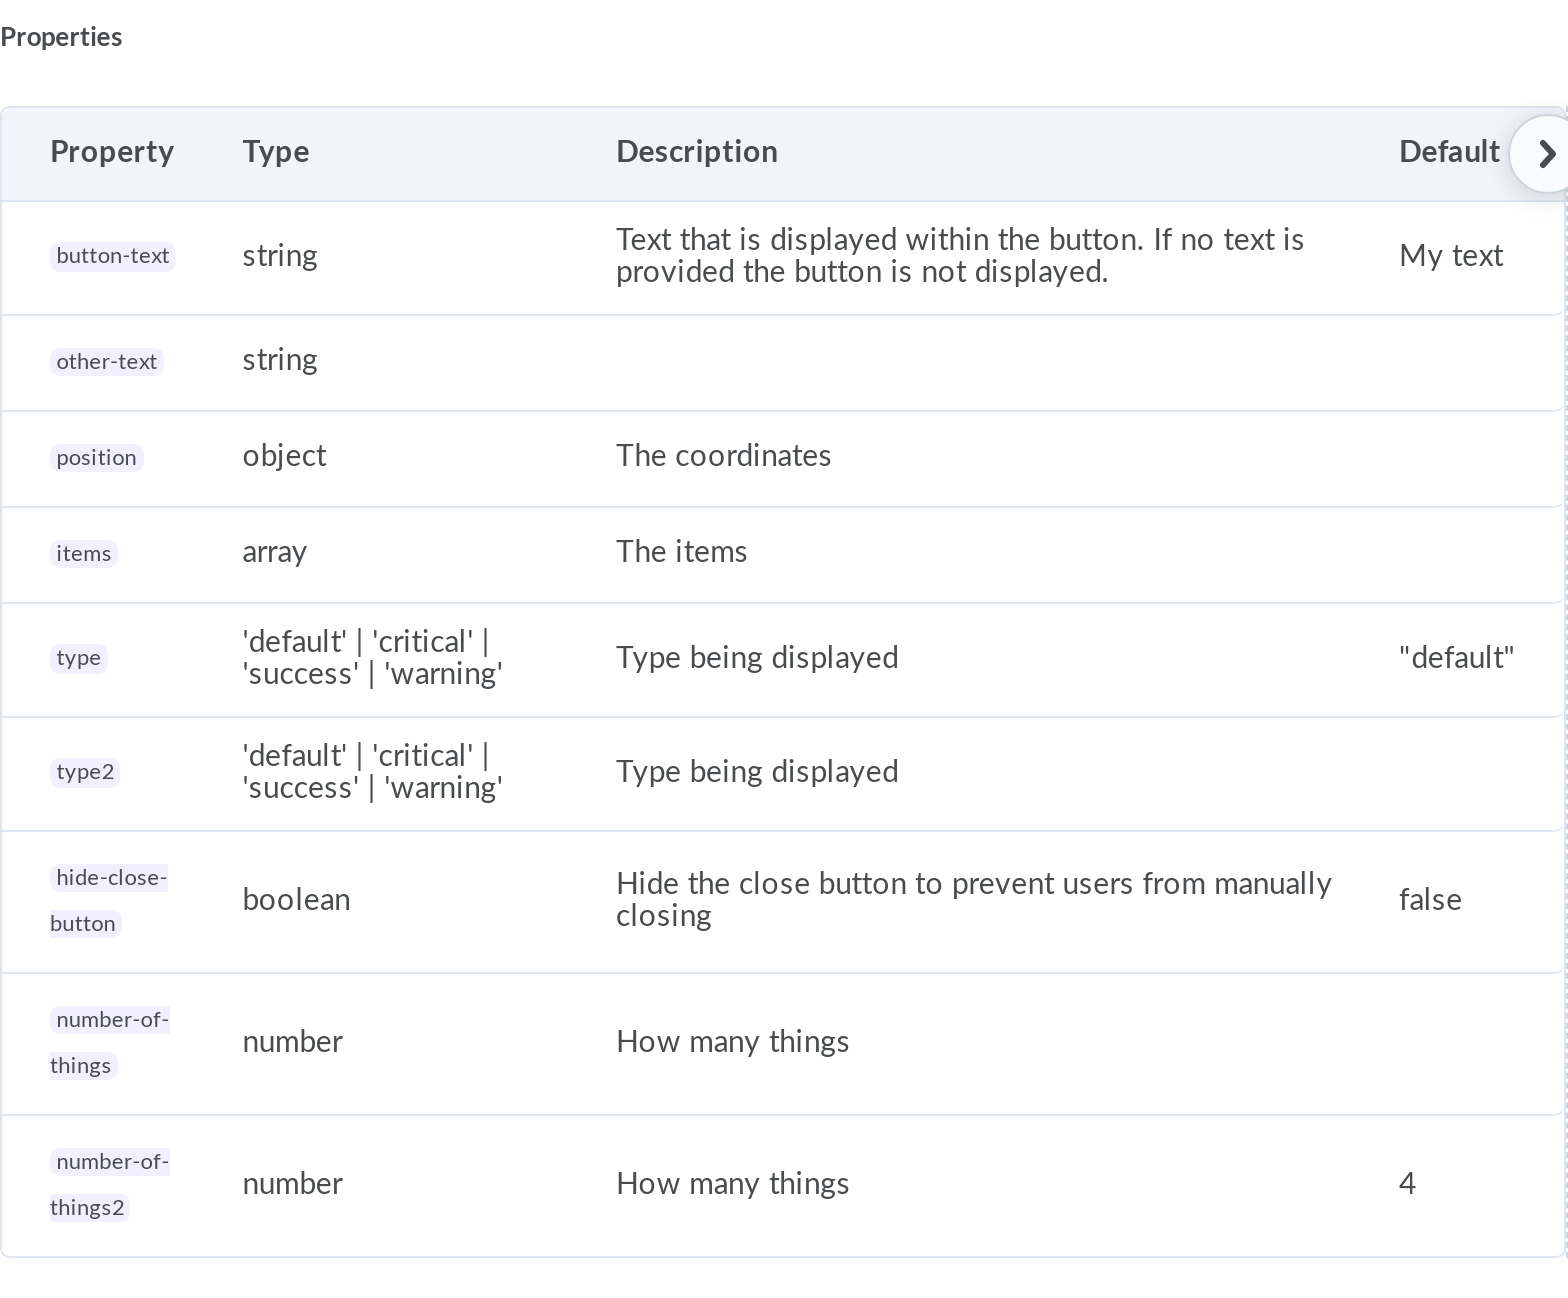 Properties
Property Type Description Default
button-text string Text that is displayed within the button. If no text is
provided the button is not displayed. My text
other-text string
position object The coordinates
items array The items
type 'default' | 'critical' |
'success' | 'warning' Type being displayed "default"
type2 'default' | 'critical' |
'success' | 'warning' Type being displayed
hide-close-
button boolean Hide the close button to prevent users from manually
closing false
number-of-
things number How many things
number-of-
things2 number How many things 4